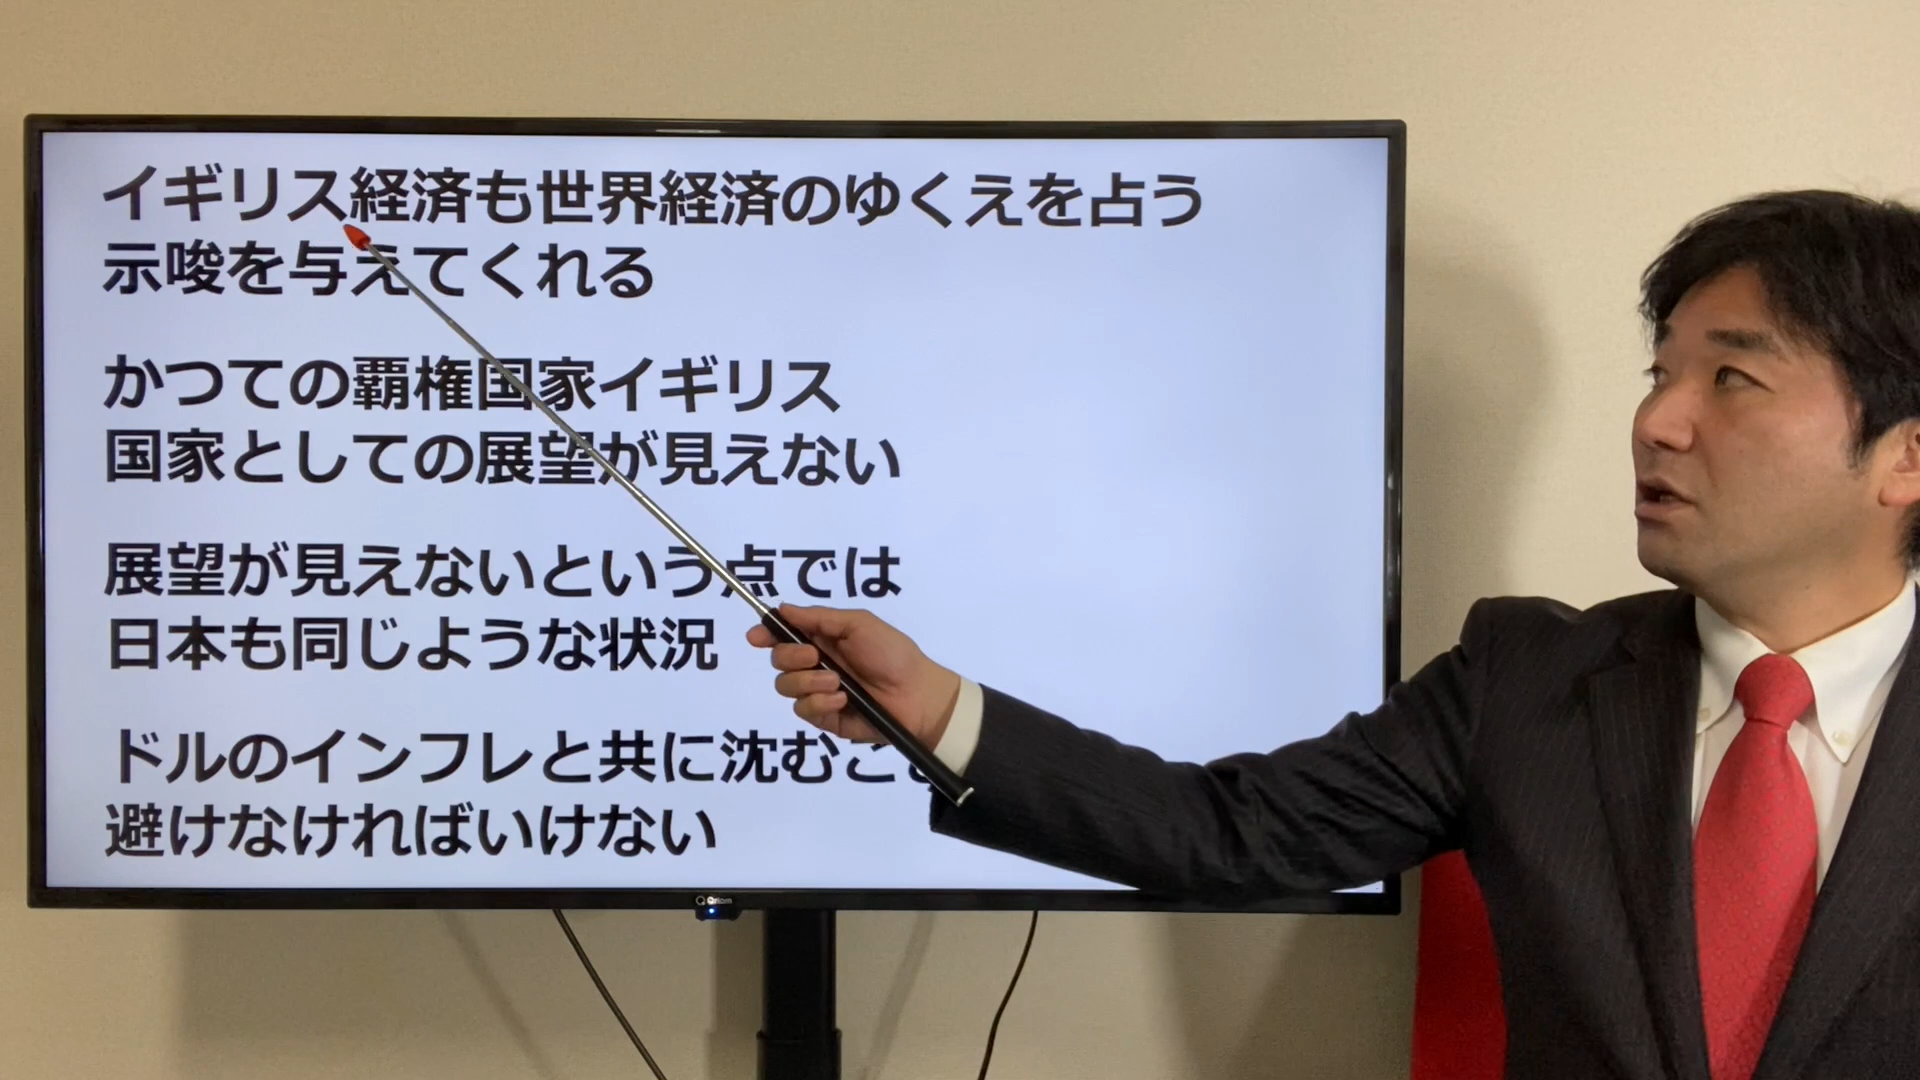 イギリス経済も世界経済のゆくえを占う
示唆を与えてくれる
かつての覇権国家イギリス
国家としての展望が見えない
展望が見えないという点では
日本も同じような状況
ドルのインフレと共に沈むこ
避けなければいけない
Qriom